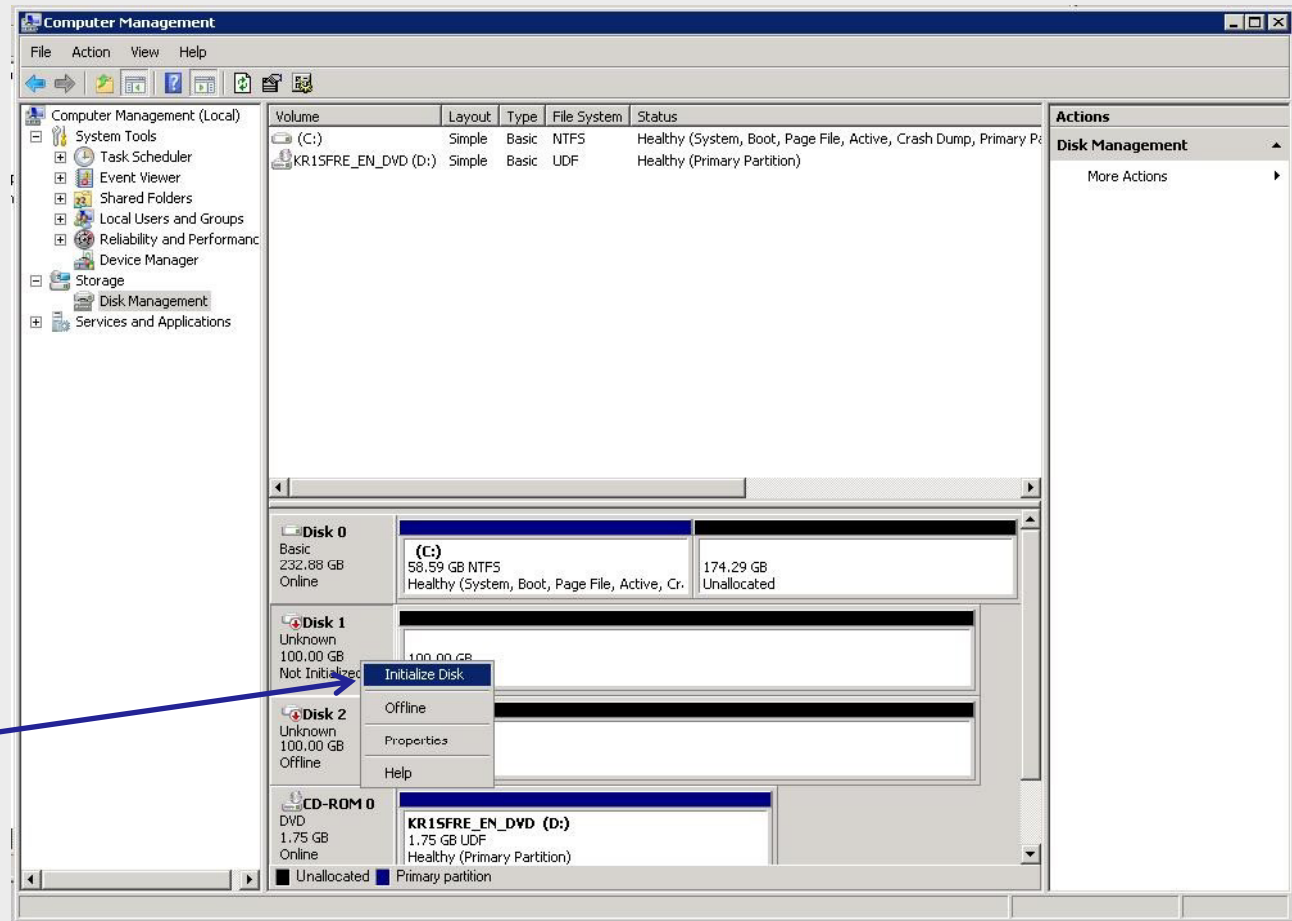 Computer Management
File Action View Help
Computer Management (Local)
System Tools
Task Scheduler
Event Viewer
Shared Folders
Local Users and Groups
Reliability and Performanc
Device Manager
Storage
Disk Management
Services and Applications
Volume Layout Type File System Status
(C:) Simple Basic NTFS Healthy (System, Boot, Page File, Active, Crash Dump, Primary Pa
KR1SFRE_EN_DVD (D:) Simple Basic UDF Healthy (Primary Partition)
Actions
Disk Management
More Actions
Disk 0
Basic
232.88 GB
Online
(C:)
58.59 GB NTFS
Healthy (System, Boot, Page File, Active, Cr
174.29 GB
Unallocated
Disk 1
Unknown
100.00 GB
Not Initialized
100.00 GB
Initialize Disk
Offline
Properties
Help
Disk 2
Unknown
100.00 GB
Offline
CD-ROM 0
DVD
1.75 GB
Online
KR1SFRE_EN_DVD (D:)
1.75 GB UDF
Healthy (Primary Partition)
Unallocated Primary partition